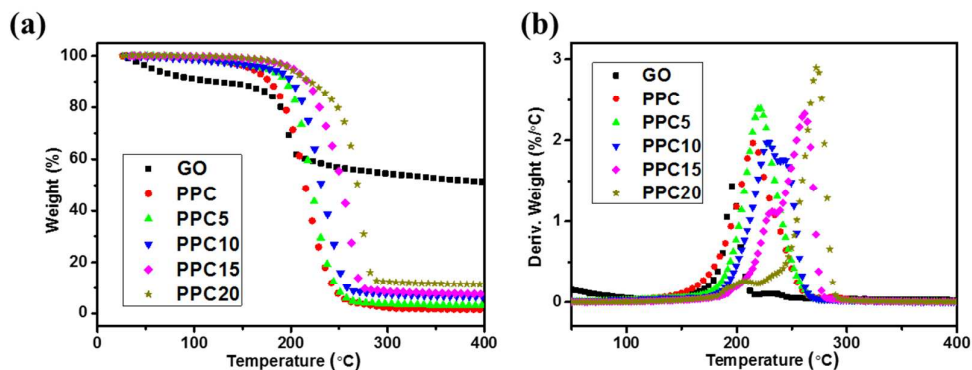 (a)
100
80
60
40
20
0
Weight (%)
GO
PPC
PPC5
PPC10
PPC15
PPC20
0
100
200
300
400
Temperature (°C)
(b)
3
2
1
0
Deriv. Weight (%/°C)
GO
PPC
PPC5
PPC10
PPC15
PPC20
100
200
300
400
Temperature (°C)